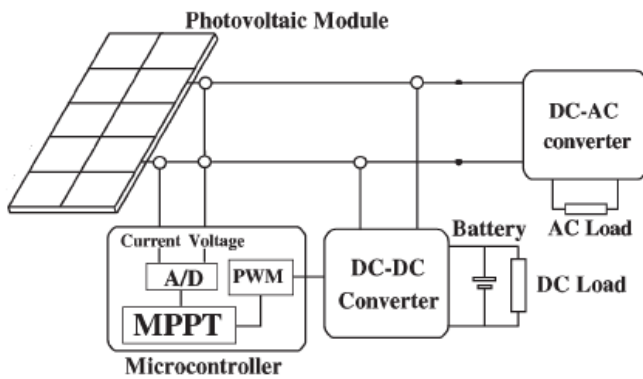 Photovoltaic Module
DC-AC
converter
AC Load
Current Voltage
A/D
PWM
MPPT
Microcontroller
DC-DC
Converter
Battery
DC Load